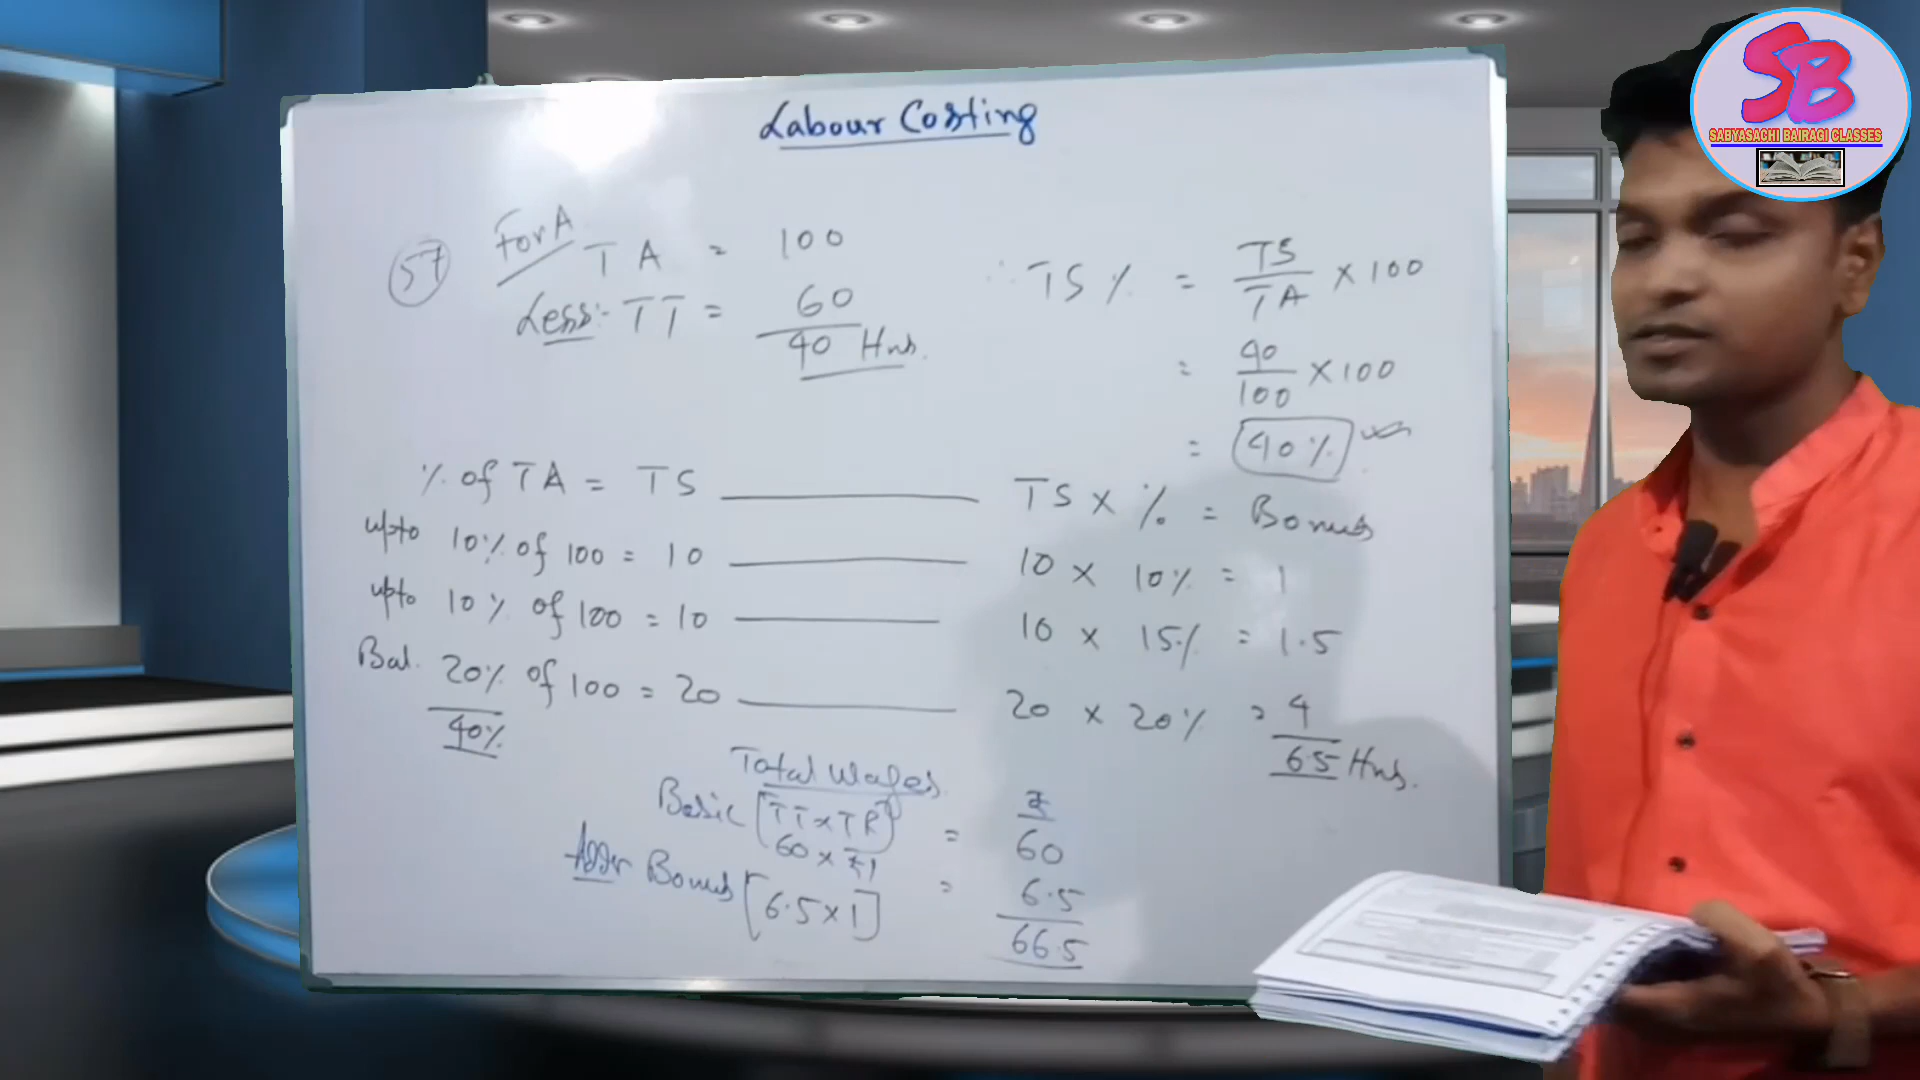 Labour Costing
57
For A
T A = 100
Less:- TT = 60
40 Hrs.
∴ TS % = TS/TA × 100
= 40/100 × 100
= 40%
% of TA = TS TS × % = Bonus
upto 10% of 100 = 10 10 × 10% = 1
upto 10% of 100 = 10 10 × 15% = 1.5
Bal. 20% of 100 = 20 20 × 20% = 4
40% 6.5 Hrs.
Total Wages ₹
Basic [TT × TR] = 60
60 × ₹1
Add: Bonus [6.5 × 1] = 6.5
66.5
SB
SABYASACHI BAIRAGI CLASSES